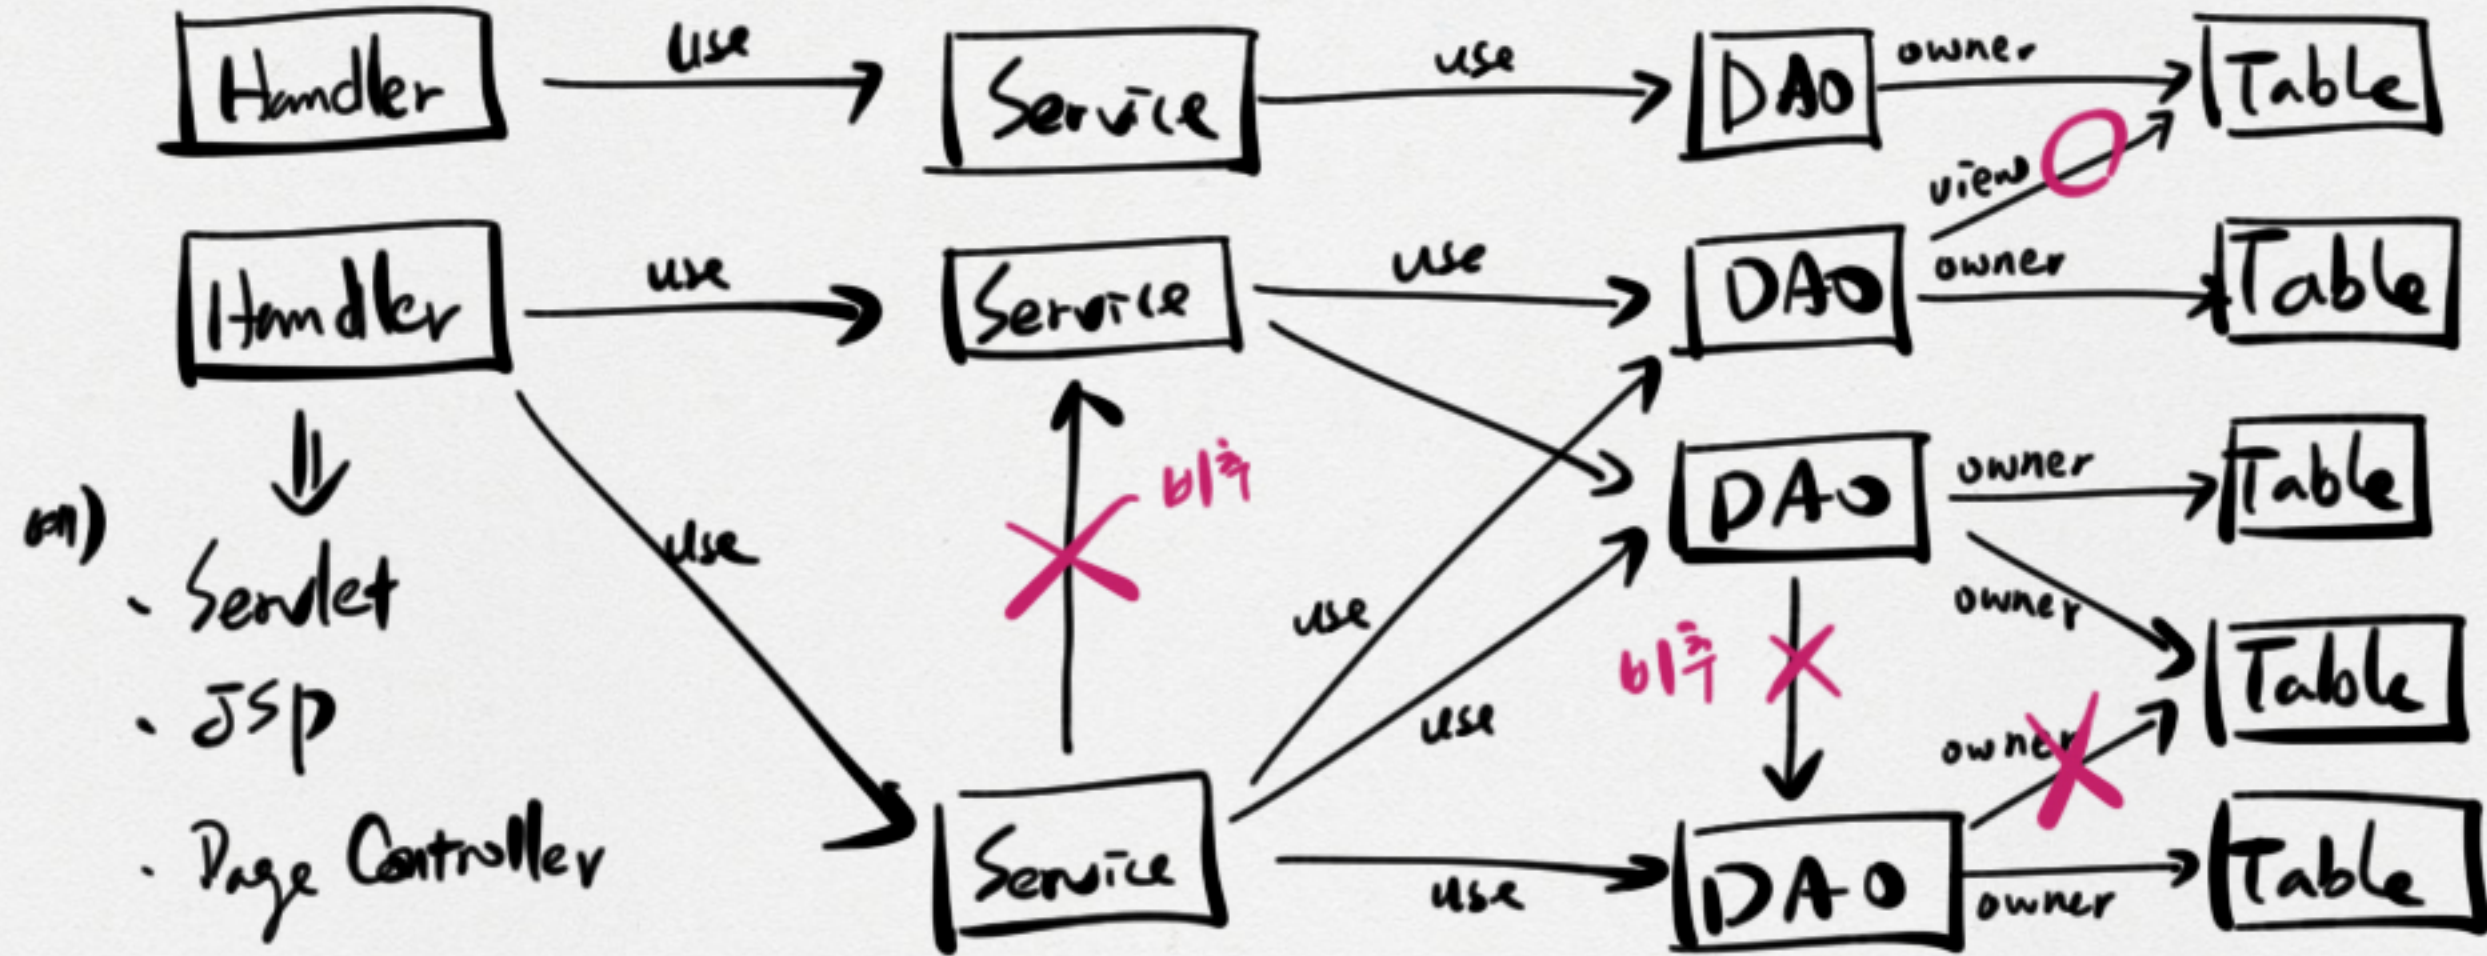 Handler use Service use DAO owner Table
view
Handler use Service use DAO owner Table
비추
DAO owner Table
ex)
· Servlet
use
use
owner
비추
Table
· JSP
use
owner
· Page Controller
Service use DAO owner Table